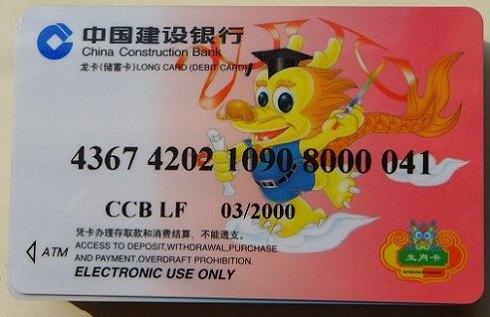 中国建设银行
China Construction Bank
龙卡(储蓄卡)LONG CARD (DEBIT CARD)
4367 4202 1090 8000 041
CCB LF 03/2000
凭卡办理存取款和消费结算，不能透支。
ACCESS TO DEPOSIT,WITHDRAWAL,PURCHASE
AND PAYMENT.OVERDRAFT PROHIBITION.
ATM
ELECTRONIC USE ONLY
生肖卡